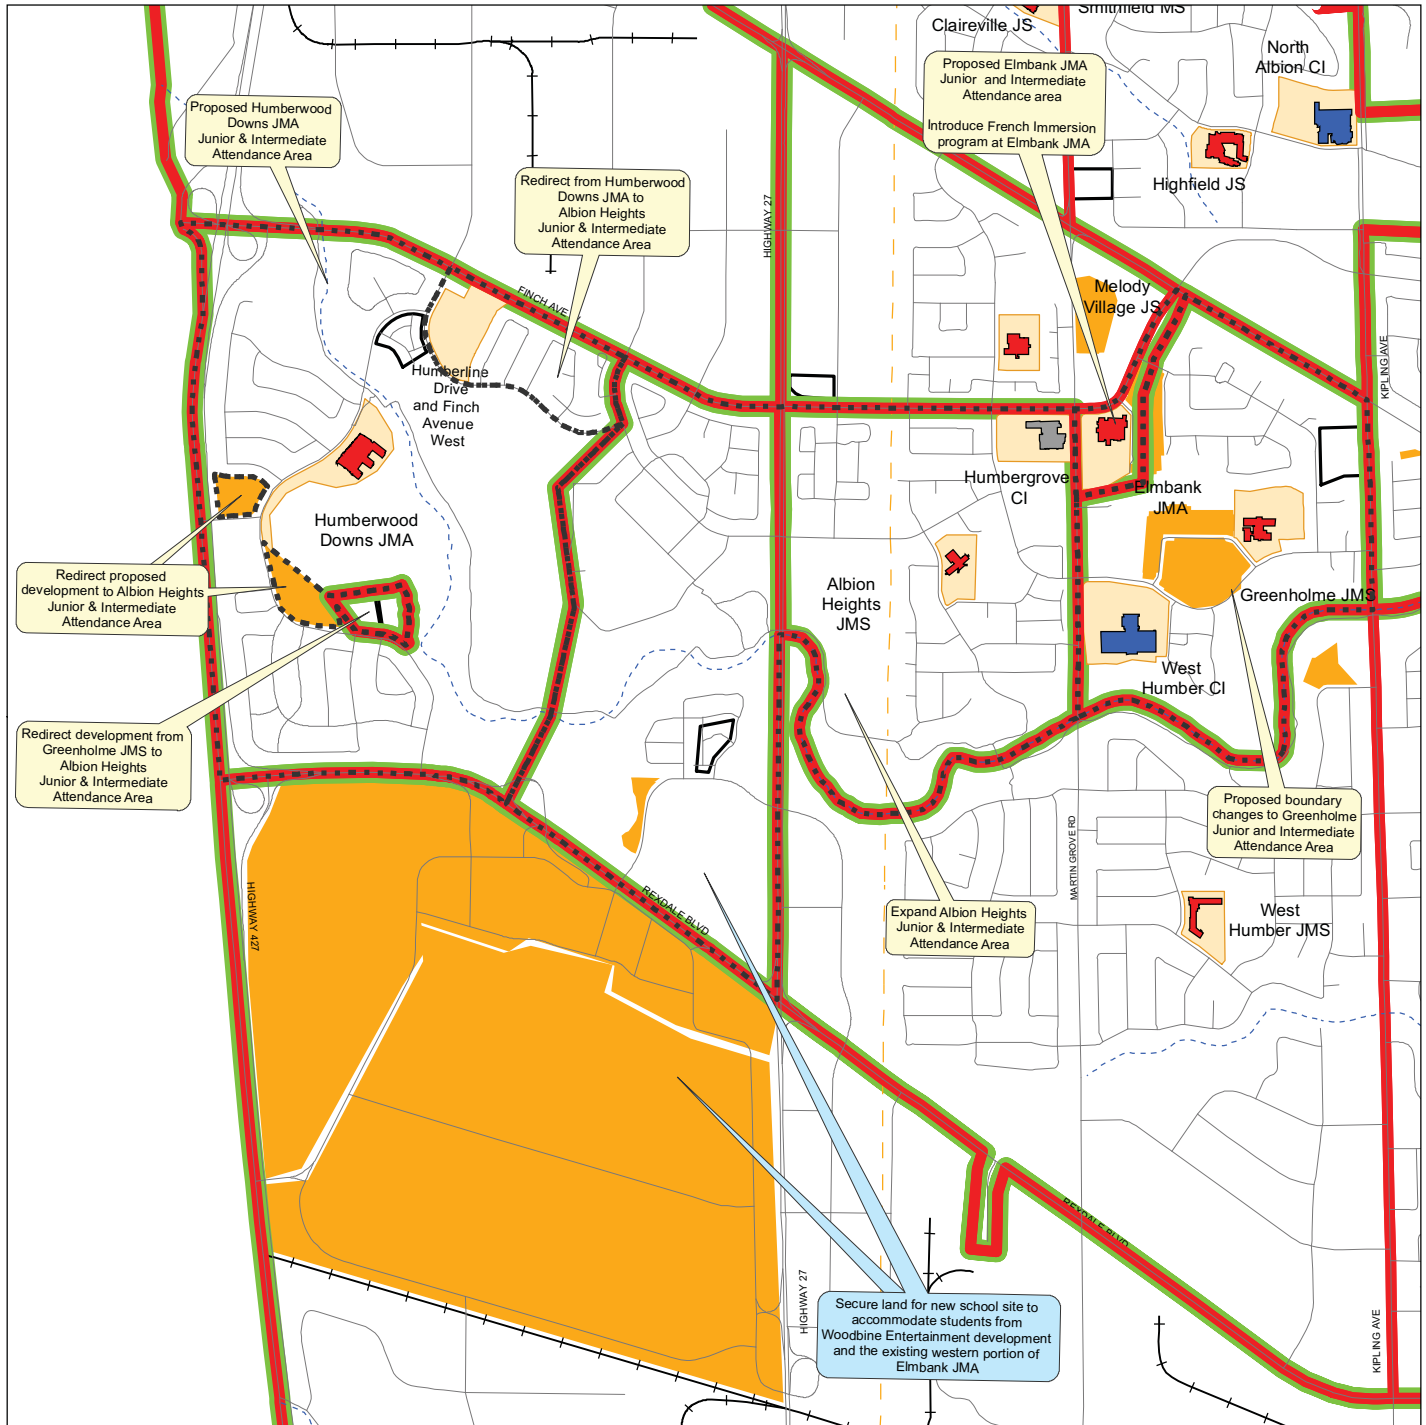 Claireville JS
Smithfield MS
North
Albion CI
Proposed Elmbank JMA
Junior and Intermediate
Attendance area
Introduce French Immersion
program at Elmbank JMA
Proposed Humberwood
Downs JMA
Junior & Intermediate
Attendance Area
Redirect from Humberwood
Downs JMA to
Albion Heights
Junior & Intermediate
Attendance Area
HIGHWAY 27
Highfield JS
FINCH AVE
Melody
Village JS
KIPLING AVE
Humberline
Drive
and Finch
Avenue
West
Humbergrove
CI
Elmbank
JMA
Humberwood
Downs JMA
Redirect proposed
development to Albion Heights
Junior & Intermediate
Attendance Area
Albion
Heights
JMS
Greenholme JMS
West
Humber CI
Redirect development from
Greenholme JMS to
Albion Heights
Junior & Intermediate
Attendance Area
Proposed boundary
changes to Greenholme
Junior and Intermediate
Attendance Area
MARTIN GROVE RD
HIGHWAY 427
REXDALE BLVD
Expand Albion Heights
Junior & Intermediate
Attendance Area
West
Humber JMS
REXDALE BLVD
HIGHWAY 27
Secure land for new school site to
accommodate students from
Woodbine Entertainment development
and the existing western portion of
Elmbank JMA
KIPLING AVE